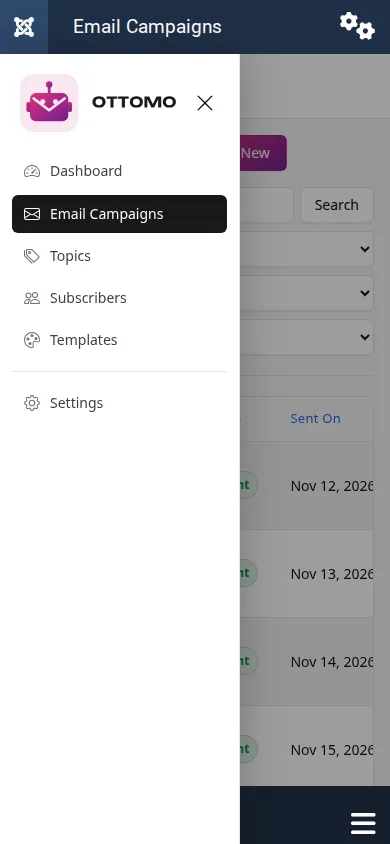 Email Campaigns
OTTOMO
New
Dashboard
Email Campaigns
Search
Topics
Subscribers
Templates
Settings
Sent On
Nov 12, 2026
Nov 13, 2026
Nov 14, 2026
Nov 15, 2026